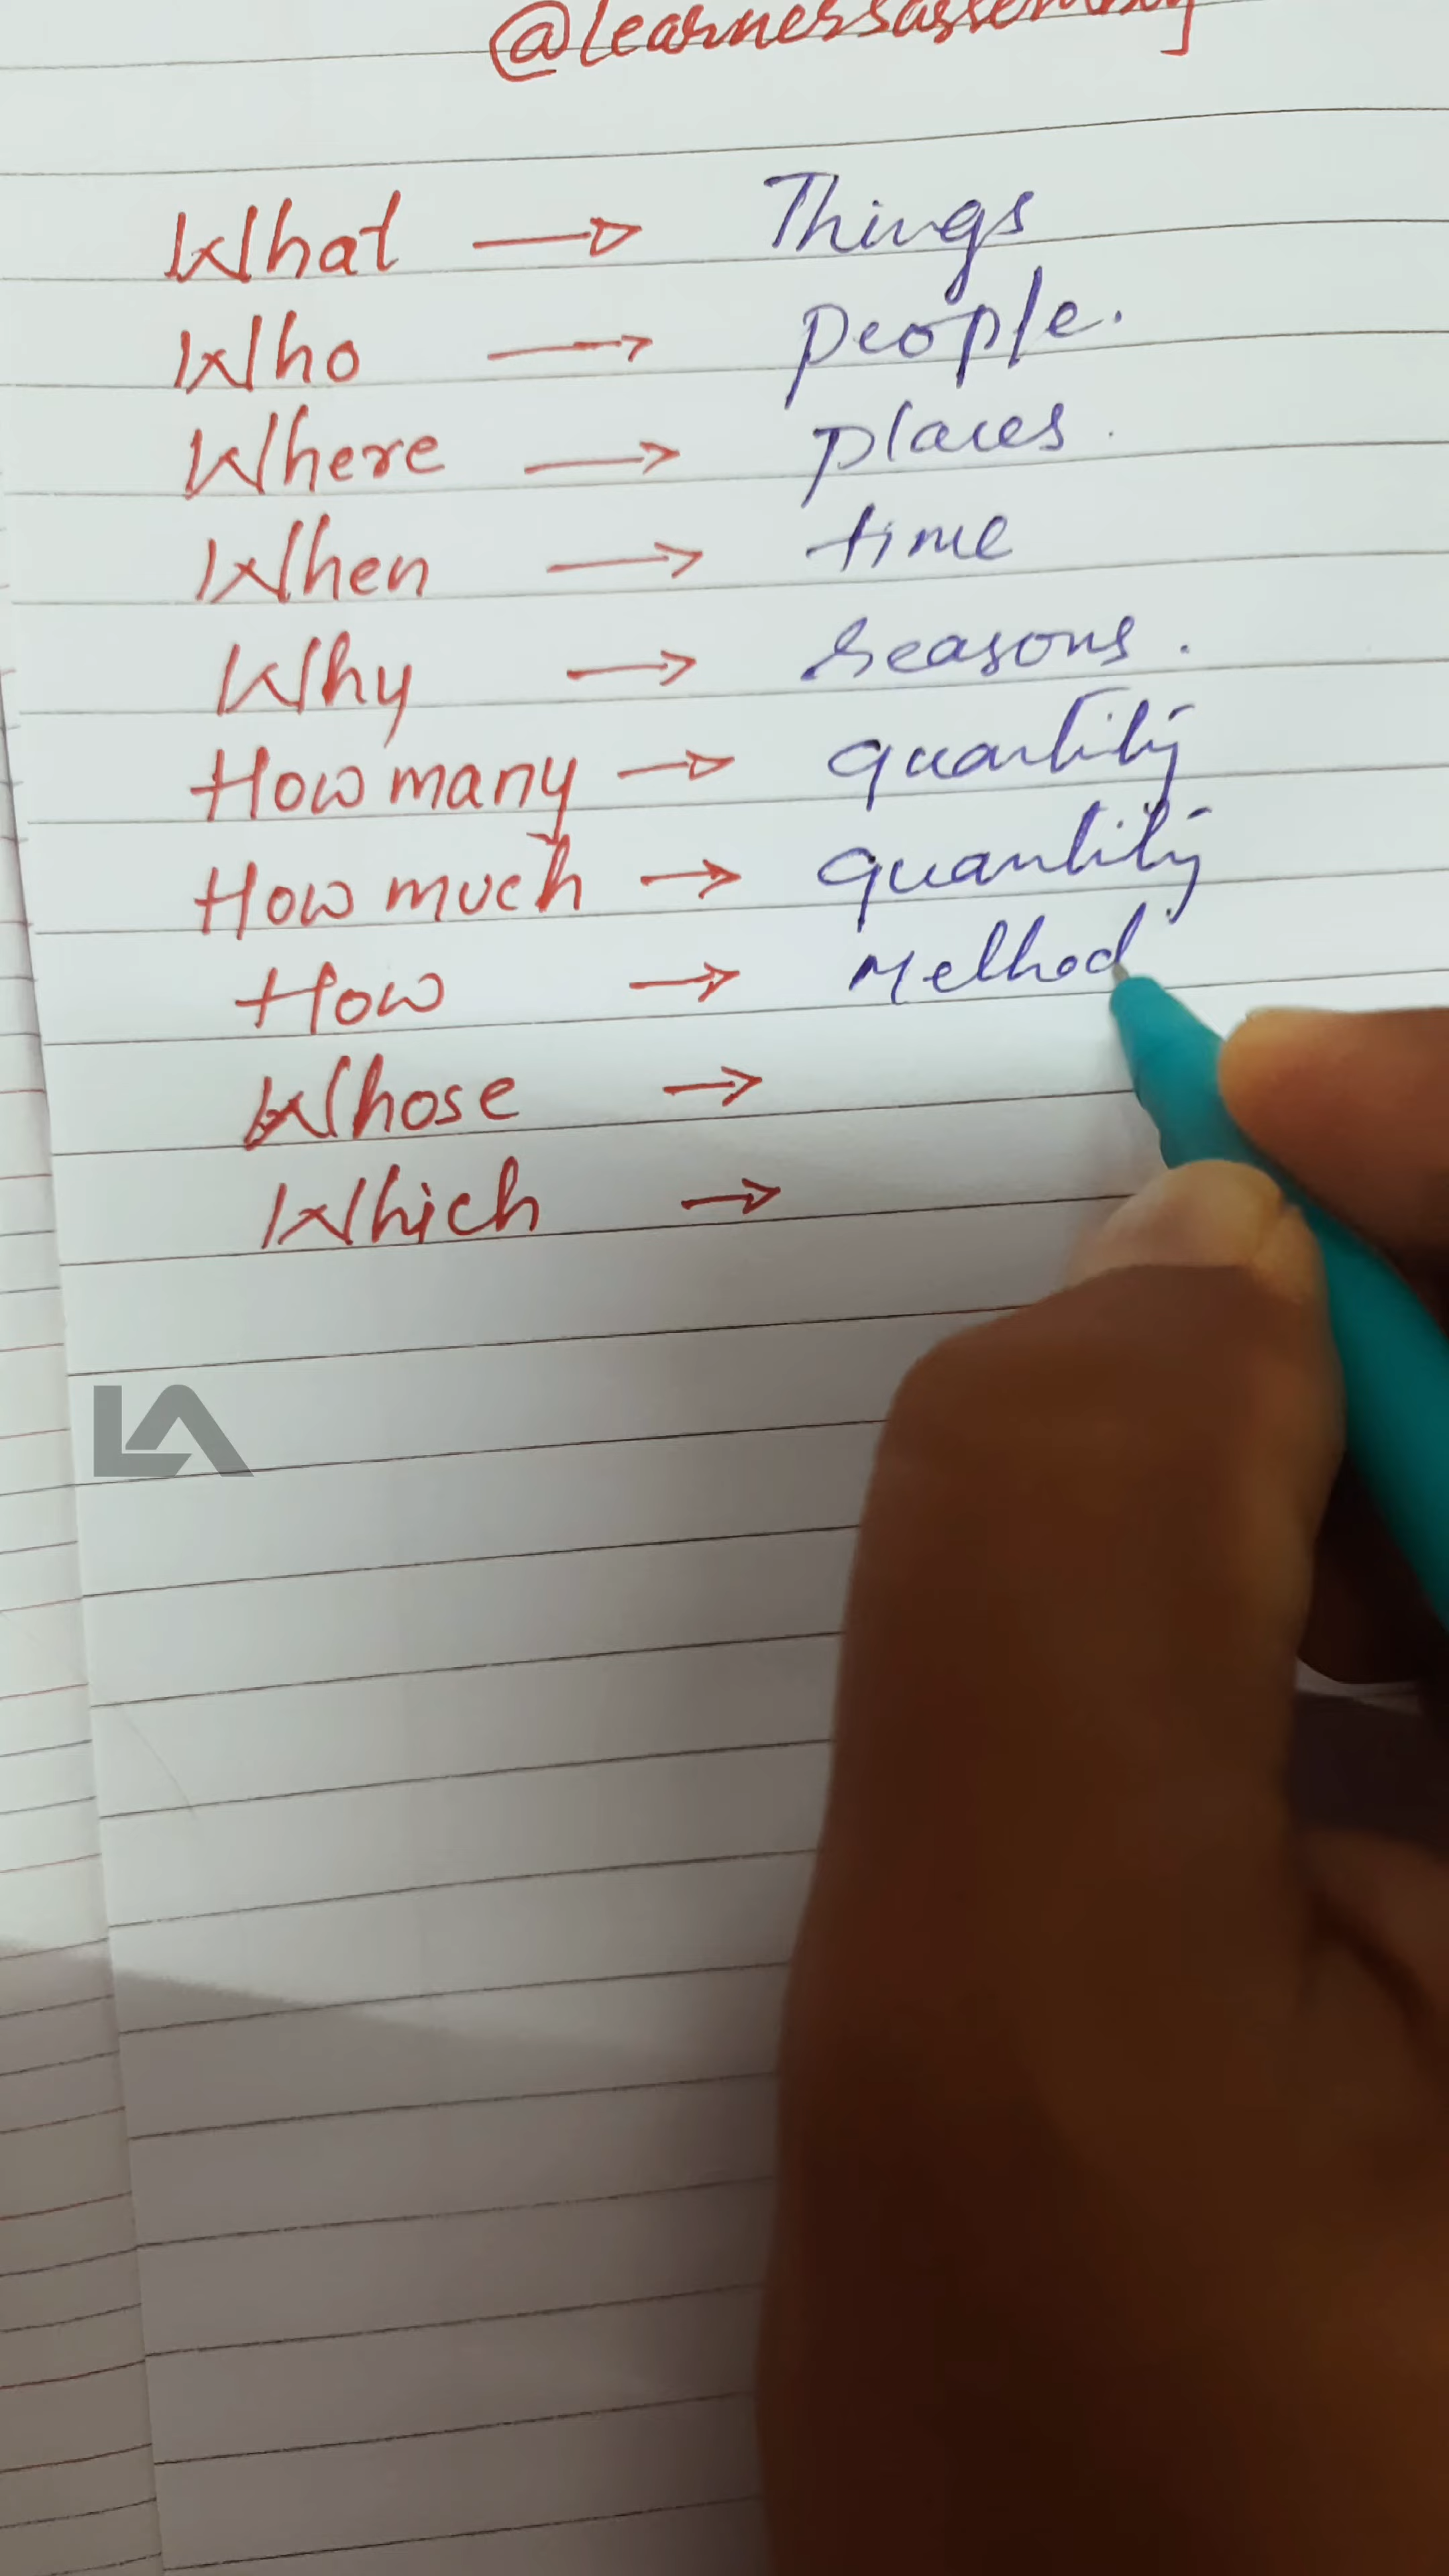 @learnersassembly
What → Things
Who → people.
Where → places.
When → time
Why → reasons.
How many → quantity
How much → quantity
How → Method
Whose →
Which →
LA